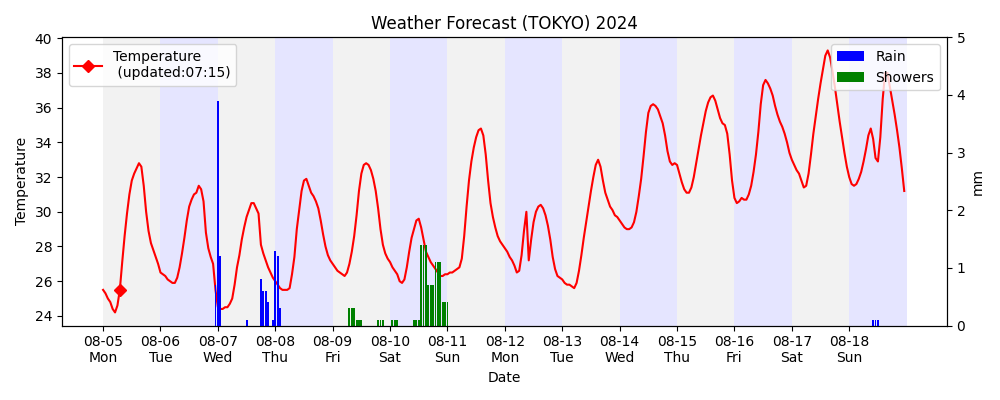 Weather Forecast (TOKYO) 2024
Temperature
(updated:07:15)
Rain
Showers
40
38
36
34
32
30
28
26
24
Temperature
5
4
3
2
1
0
mm
08-05 08-06 08-07 08-08 08-09 08-10 08-11 08-12 08-13 08-14 08-15 08-16 08-17 08-18
Mon Tue Wed Thu Fri Sat Sun Mon Tue Wed Thu Fri Sat Sun
Date